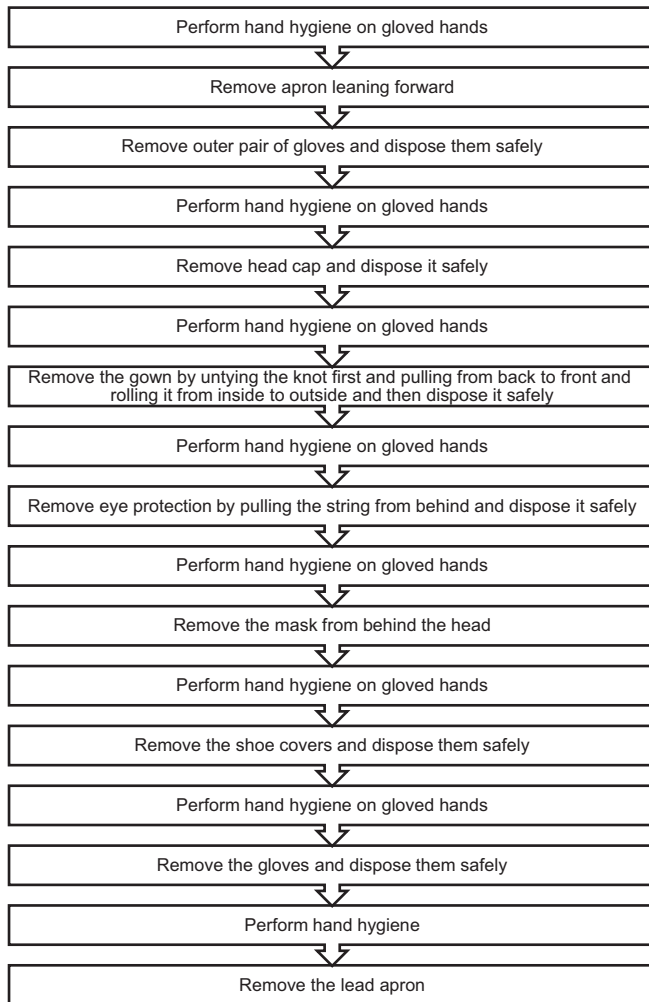 Perform hand hygiene on gloved hands
Remove apron leaning forward
Remove outer pair of gloves and dispose them safely
Perform hand hygiene on gloved hands
Remove head cap and dispose it safely
Perform hand hygiene on gloved hands
Remove the gown by untying the knot first and pulling from back to front and
rolling it from inside to outside and then dispose it safely
Perform hand hygiene on gloved hands
Remove eye protection by pulling the string from behind and dispose it safely
Perform hand hygiene on gloved hands
Remove the mask from behind the head
Perform hand hygiene on gloved hands
Remove the shoe covers and dispose them safely
Perform hand hygiene on gloved hands
Remove the gloves and dispose them safely
Perform hand hygiene
Remove the lead apron